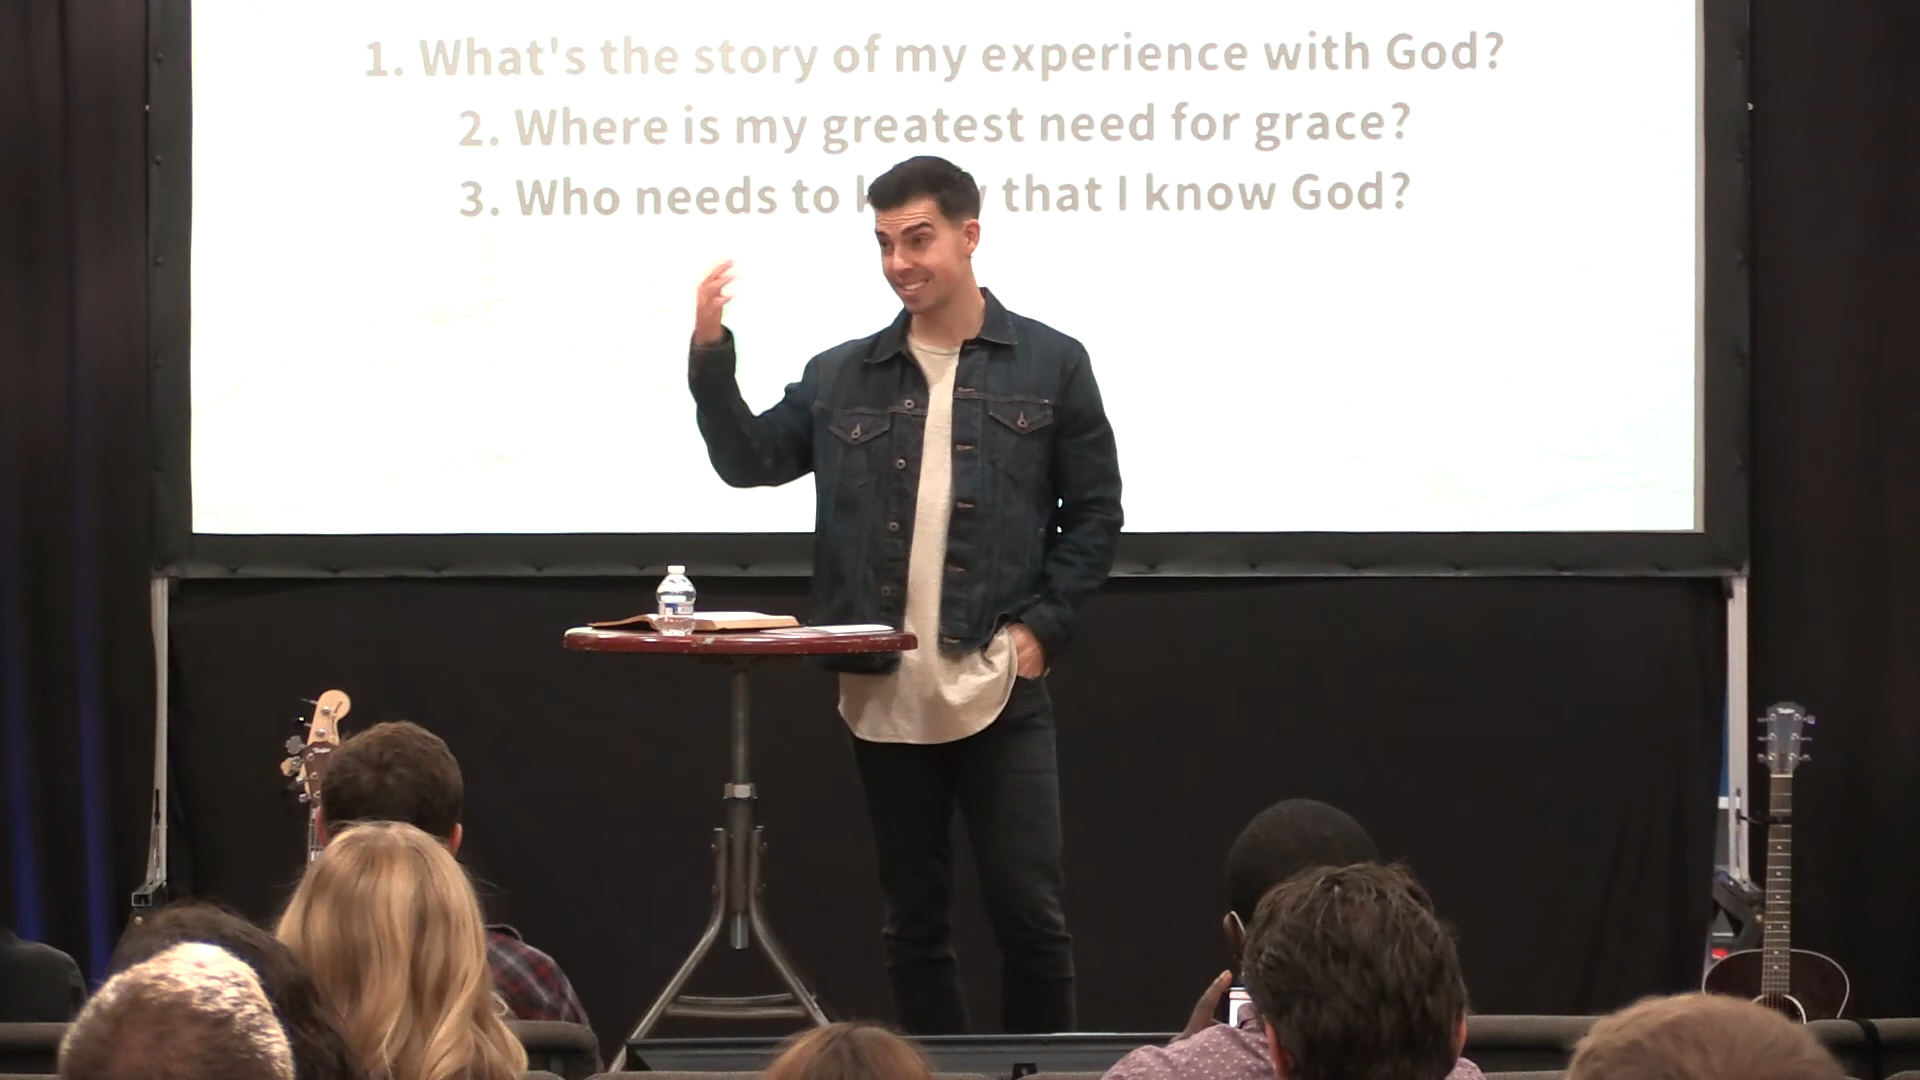 1. What's the story of my experience with God?
2. Where is my greatest need for grace?
3. Who needs to that I know God?
Taylor